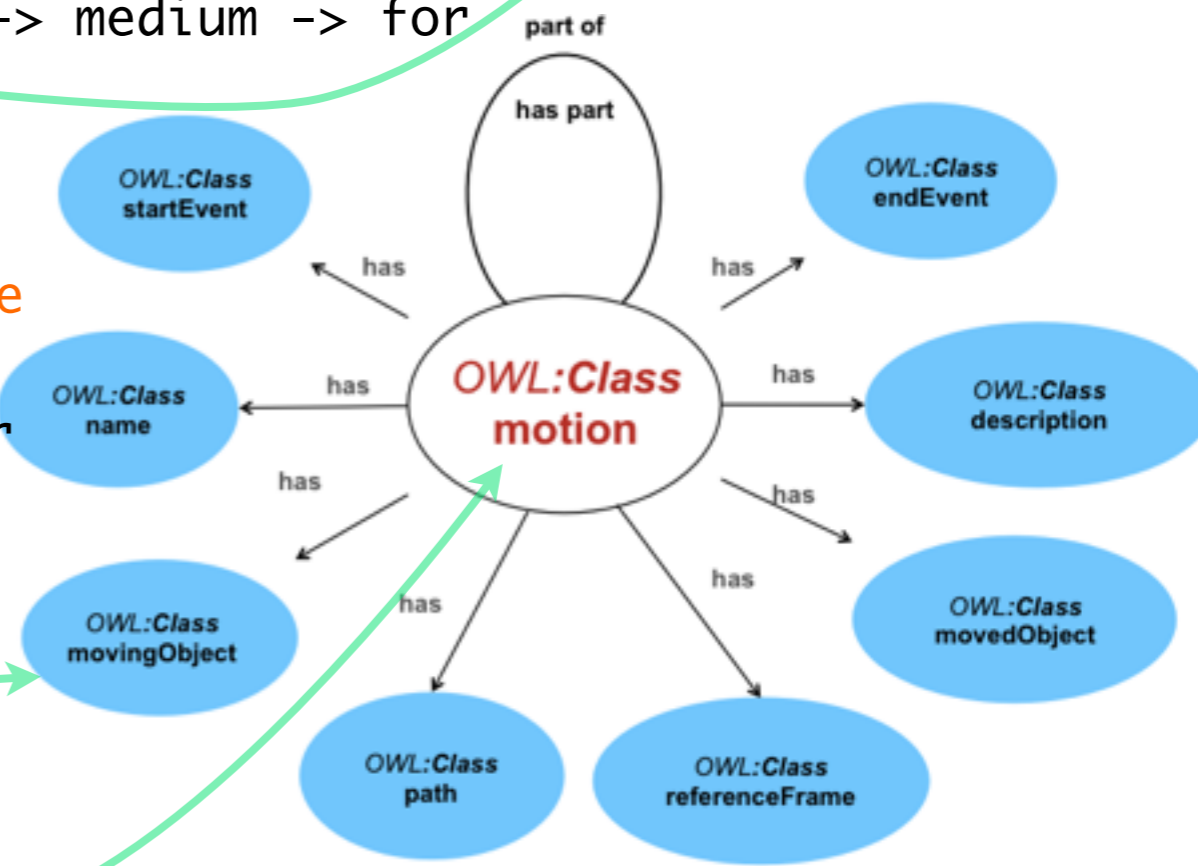 -> medium -> for
part of
has part
OWL:Class
startEvent
OWL:Class
endEvent
has
has
e
OWL:Class
name
has
OWL:Class
motion
has
OWL:Class
description
has
has
OWL:Class
movingObject
has
has
OWL:Class
movedObject
OWL:Class
path
OWL:Class
referenceFrame